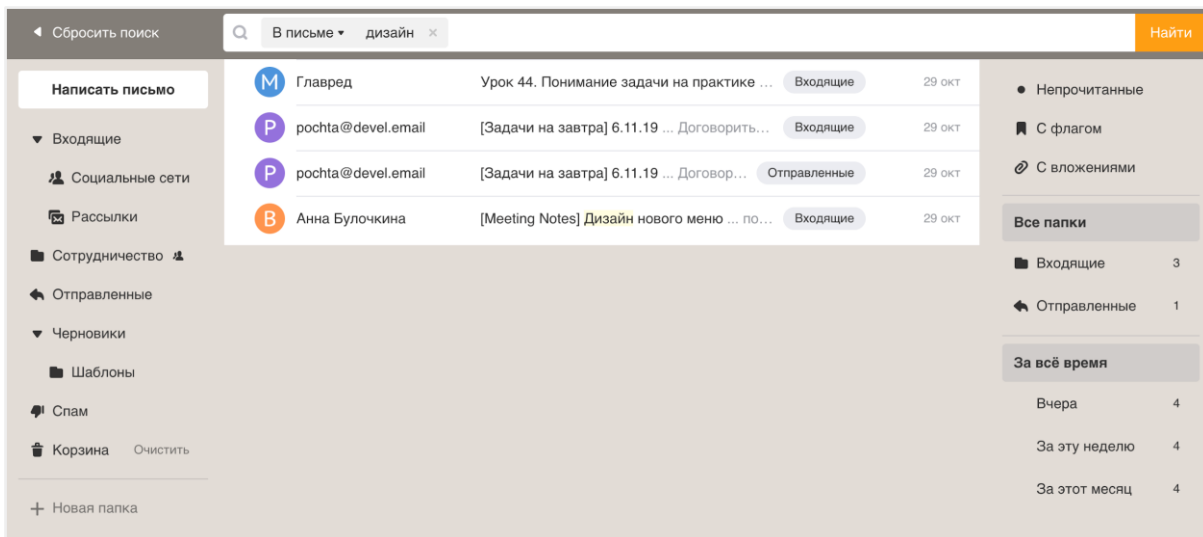 Сбросить поиск
В письме дизайн ×
Найти
Написать письмо
Входящие
Социальные сети
Рассылки
Сотрудничество
Отправленные
Черновики
Шаблоны
Спам
Корзина Очистить
+ Новая папка
М Главред Урок 44. Понимание задачи на практике ... Входящие 29 окт
P pochta@devel.email [Задачи на завтра] 6.11.19 ... Договорить... Входящие 29 окт
P pochta@devel.email [Задачи на завтра] 6.11.19 ... Договор... Отправленные 29 окт
В Анна Булочкина [Meeting Notes] Дизайн нового меню ... по... Входящие 29 окт
Непрочитанные
С флагом
С вложениями
Все папки
Входящие 3
Отправленные 1
За всё время
Вчера 4
За эту неделю 4
За этот месяц 4